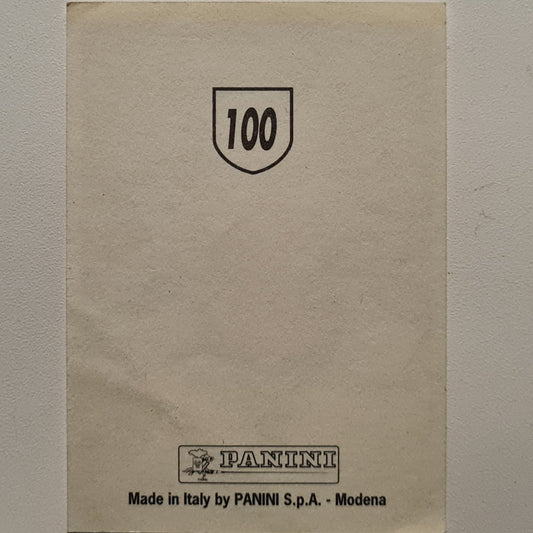 100
PANINI
Made in Italy by PANINI S.p.A. - Modena